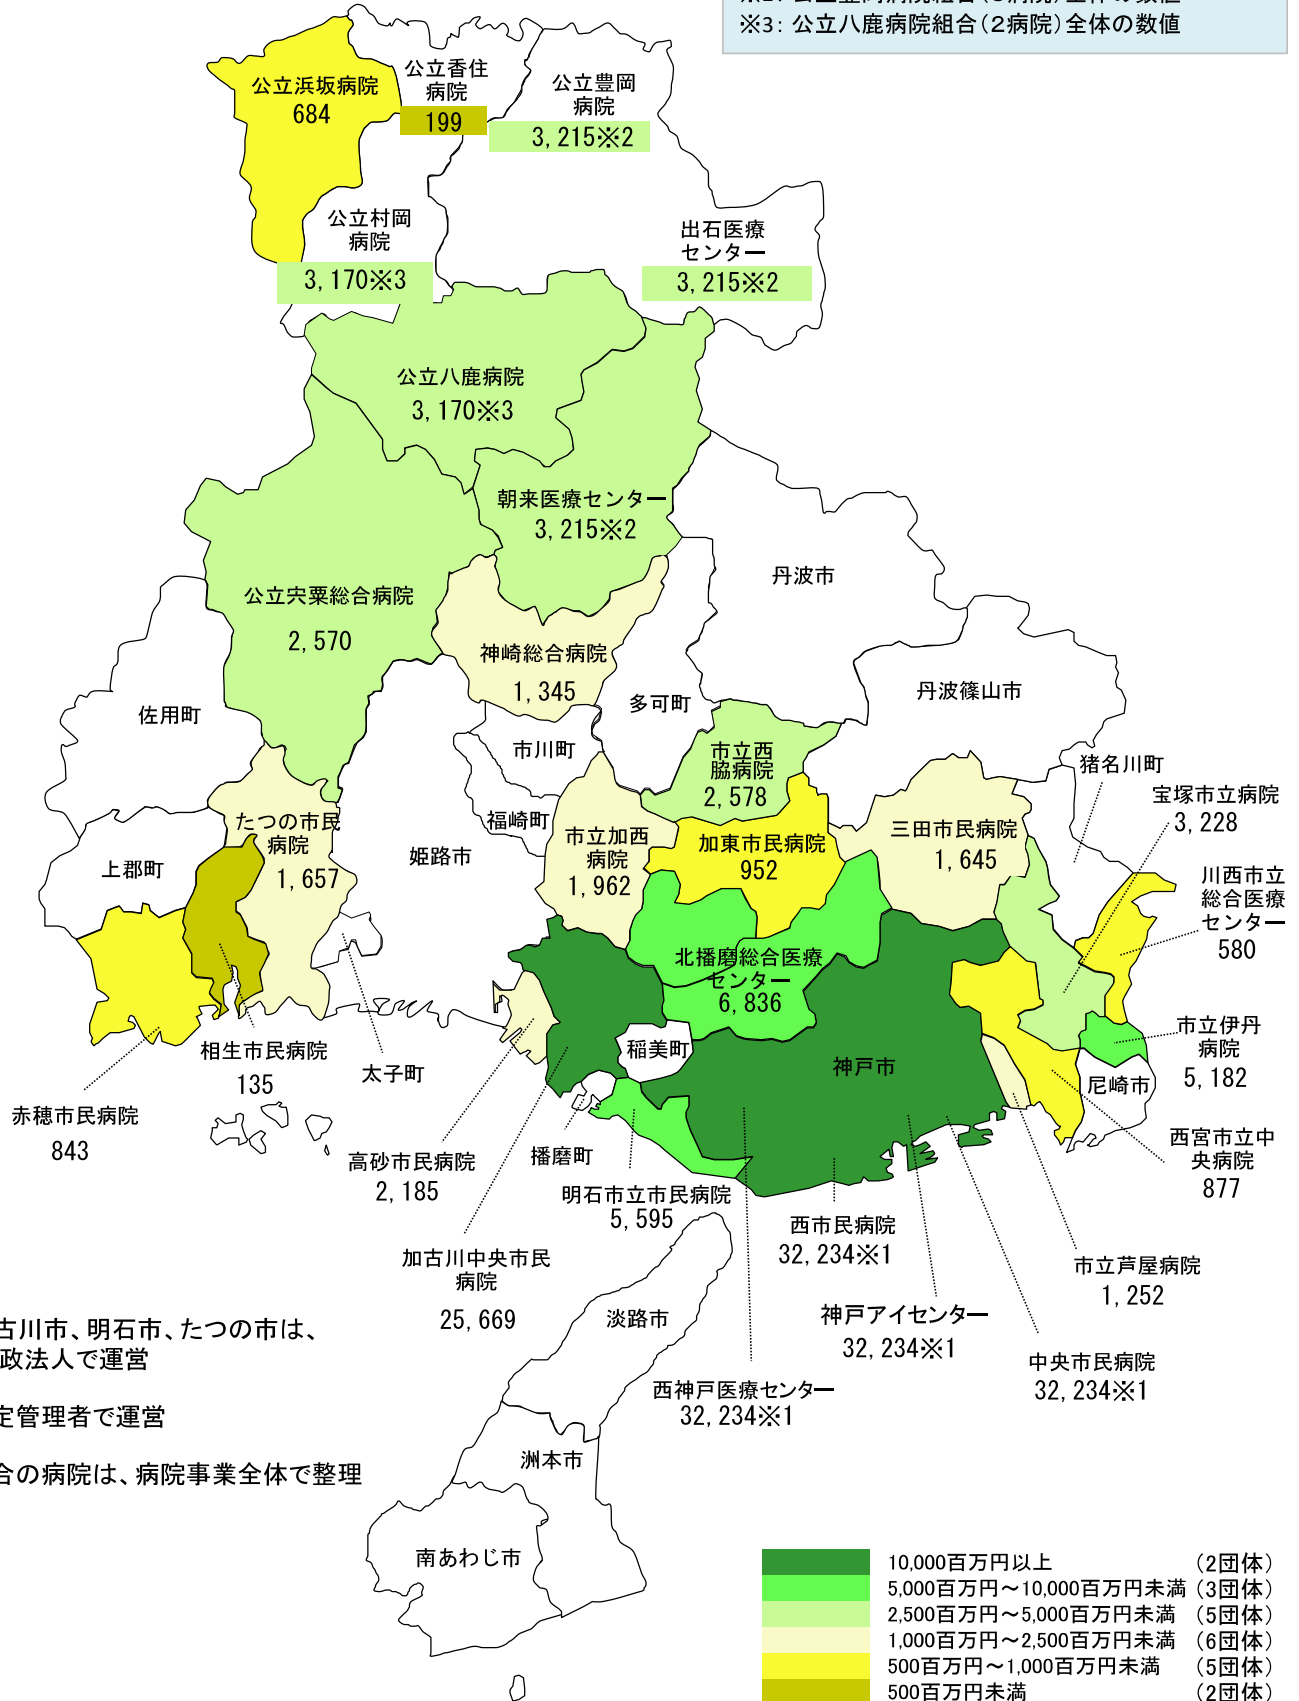 ※3: 公立八鹿病院組合(2病院)全体の数値
公立浜坂病院
684
公立香住
病院
199
公立豊岡
病院
3,215※2
公立村岡
病院
3,170※3
出石医療
センター
3,215※2
公立八鹿病院
3,170※3
朝来医療センター
3,215※2
公立宍粟総合病院
2,570
丹波市
神崎総合病院
1,345
多可町
丹波篠山市
佐用町
市川町
市立西
脇病院
2,578
猪名川町
宝塚市立病院
3,228
福崎町
たつの市民
病院
1,657
姫路市
市立加西
病院
1,962
加東市民病院
952
三田市民病院
1,645
上郡町
川西市立
総合医療
センター
580
北播磨総合医療
センター
6,836
市立伊丹
病院
5,182
稲美町
神戸市
尼崎市
相生市民病院
135
太子町
赤穂市民病院
843
高砂市民病院
2,185
播磨町
明石市立市民病院
5,595
西宮市立中
央病院
877
西市民病院
32,234※1
加古川中央市民
病院
25,669
市立芦屋病院
1,252
神戸アイセンター
32,234※1
中央市民病院
32,234※1
西神戸医療センター
32,234※1
淡路市
洲本市
南あわじ市
古川市、明石市、たつの市は、
政法人で運営
定管理者で運営
合の病院は、病院事業全体で整理
10,000百万円以上 (2団体)
5,000百万円～10,000百万円未満 (3団体)
2,500百万円～5,000百万円未満 (5団体)
1,000百万円～2,500百万円未満 (6団体)
500百万円～1,000百万円未満 (5団体)
500百万円未満 (2団体)